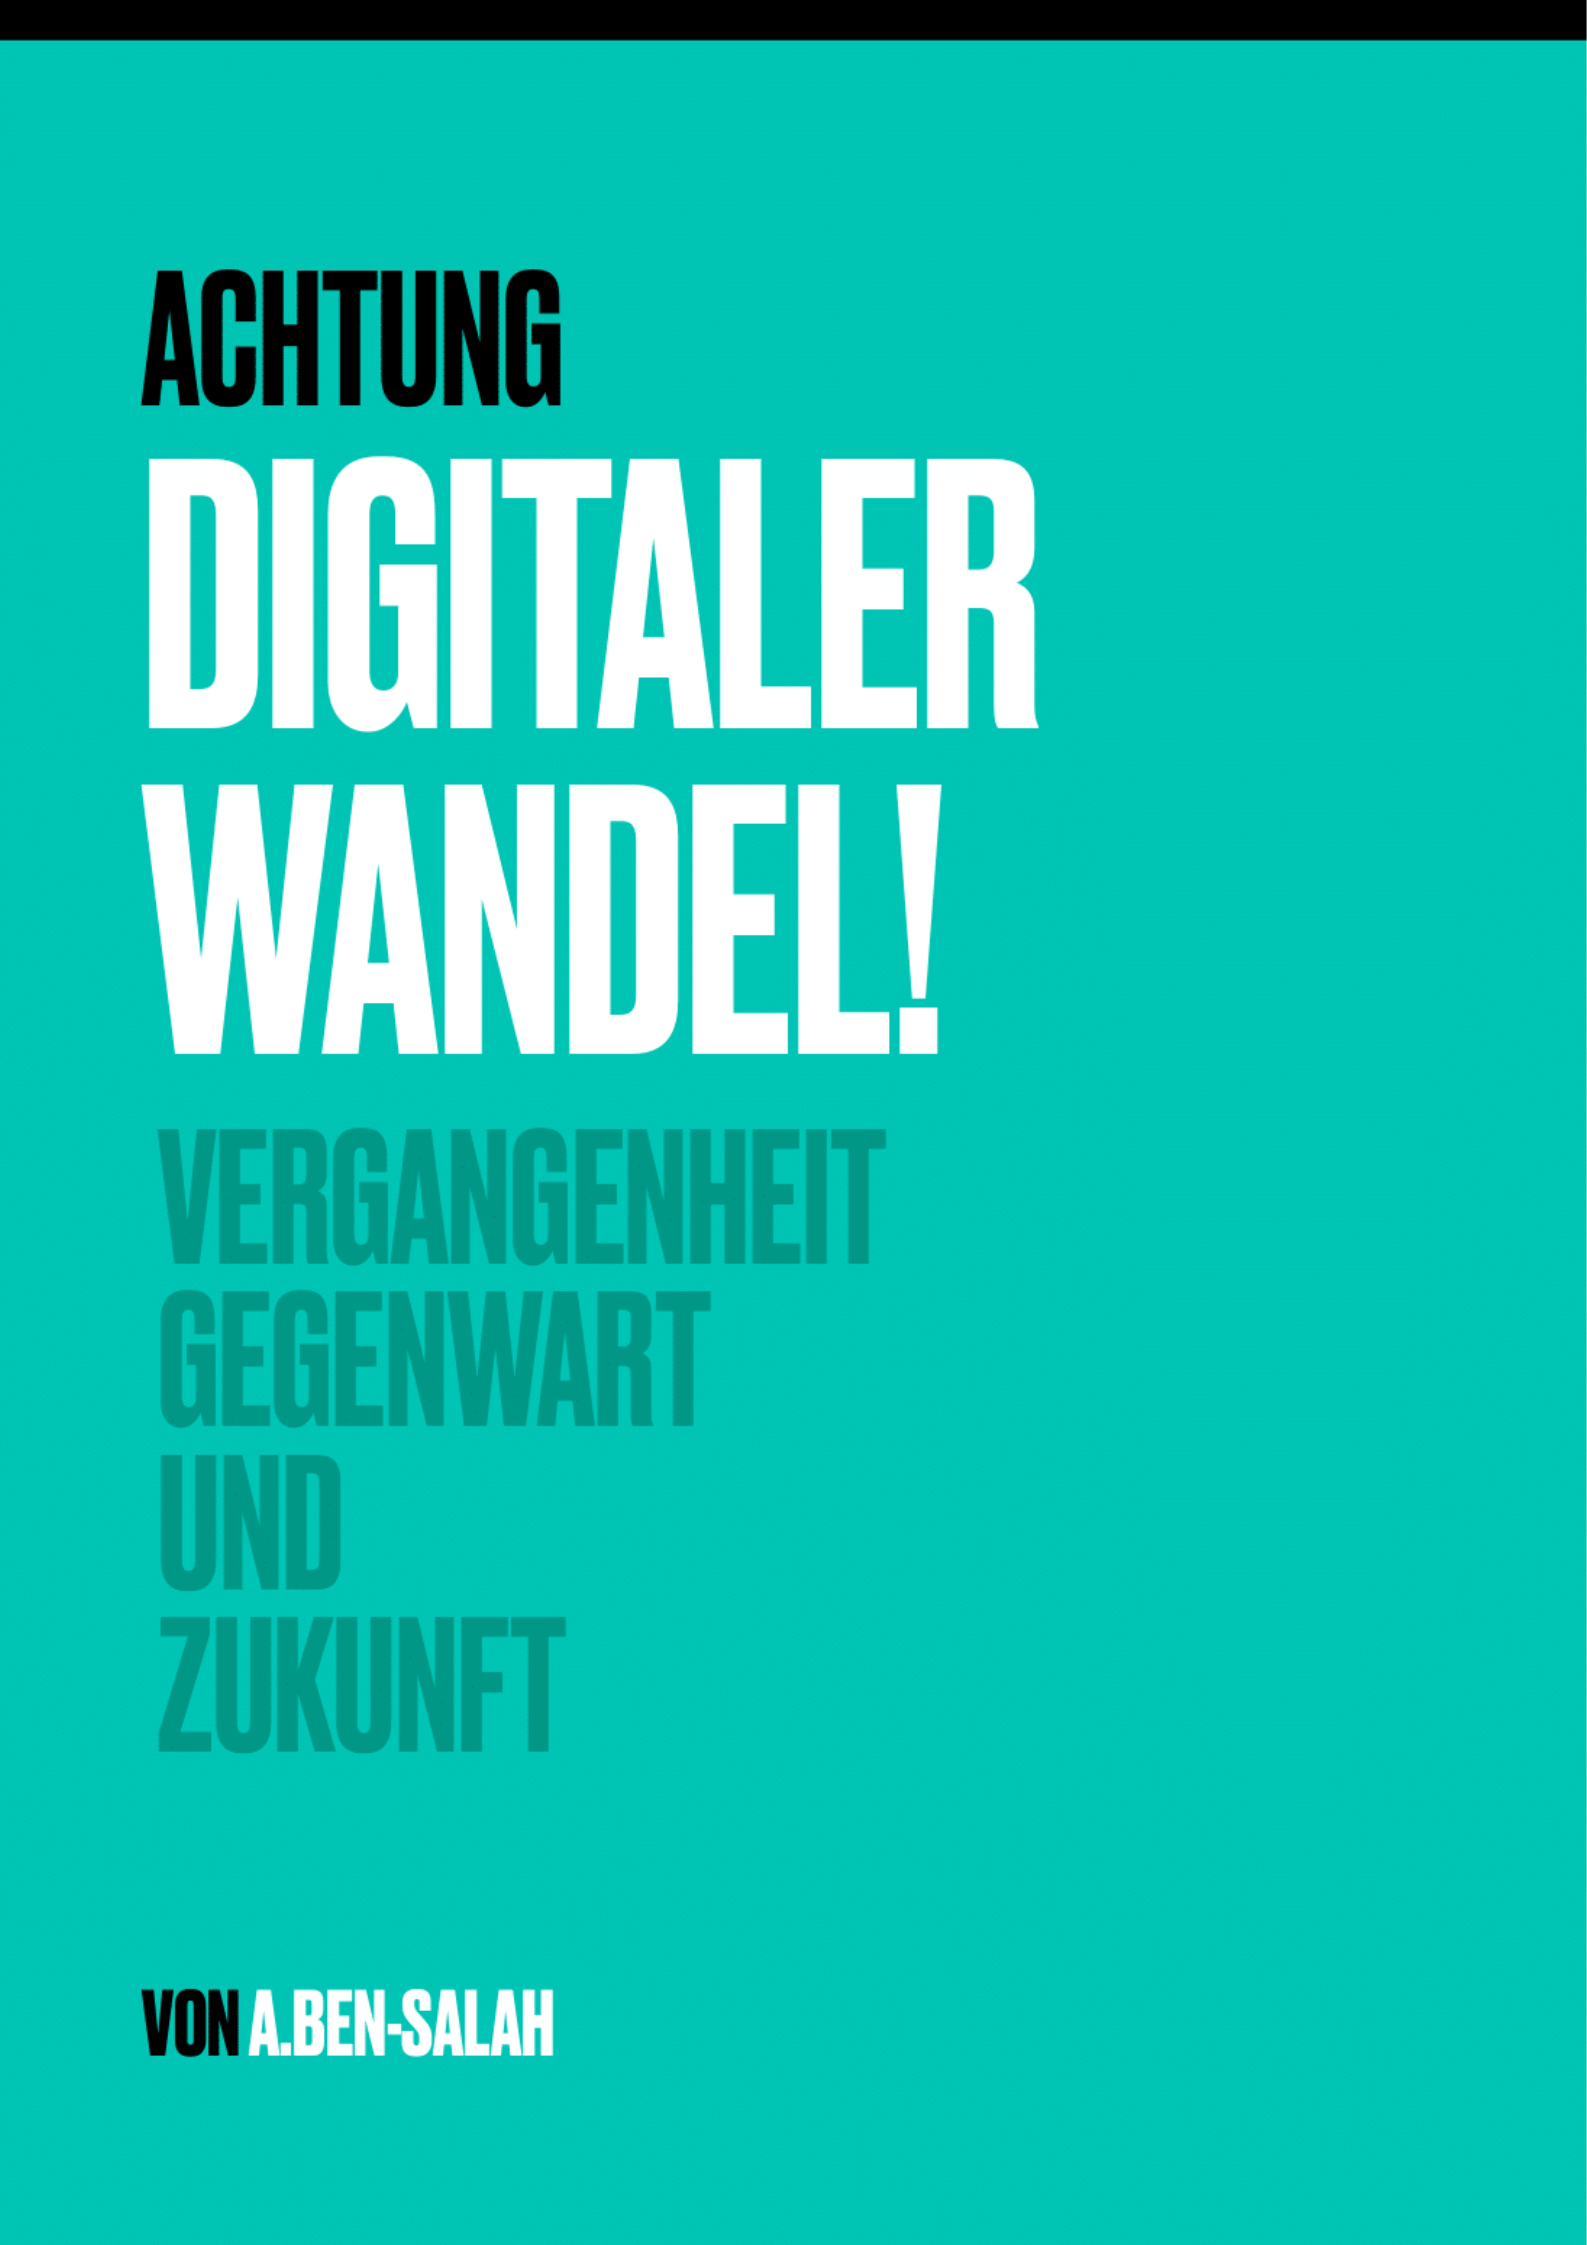 ACHTUNG
DIGITALER
WANDEL!
VERGANGENHEIT
GEGENWART
UND
ZUKUNFT
VON A.BEN-SALAH